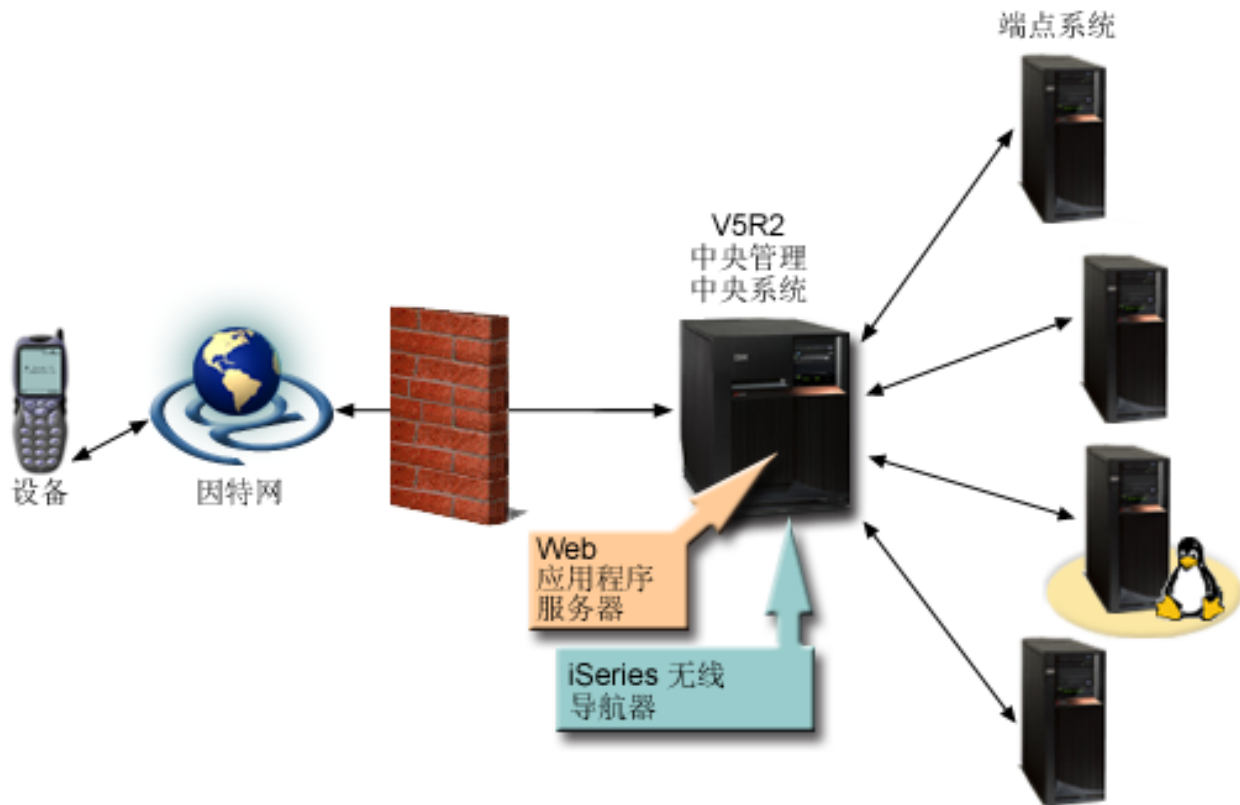 端点系统
V5R2
中央管理
中央系统
设备
因特网
Web
应用程序
服务器
iSeries 无线
导航器